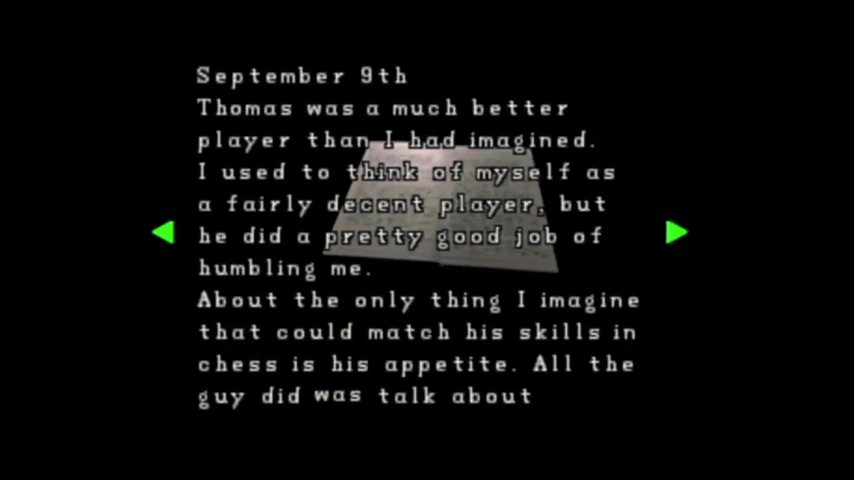 September 9th
Thomas was a much better
player than I had imagined.
I used to think of myself as
a fairly decent player, but
he did a pretty good job of
humbling me.
About the only thing I imagine
that could match his skills in
chess is his appetite. All the
guy did was talk about